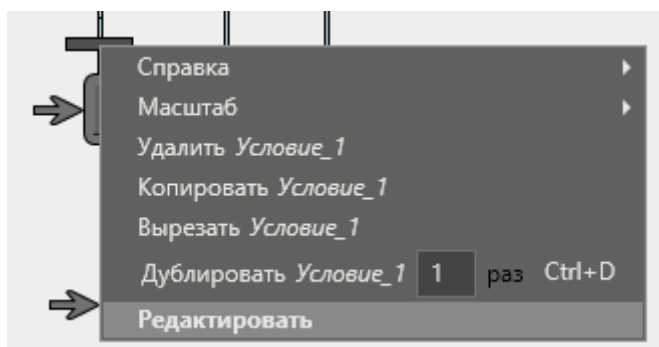 Справка
Масштаб
Удалить Условие_1
Копировать Условие_1
Вырезать Условие_1
Дублировать Условие_1 1 раз Ctrl+D
Редактировать